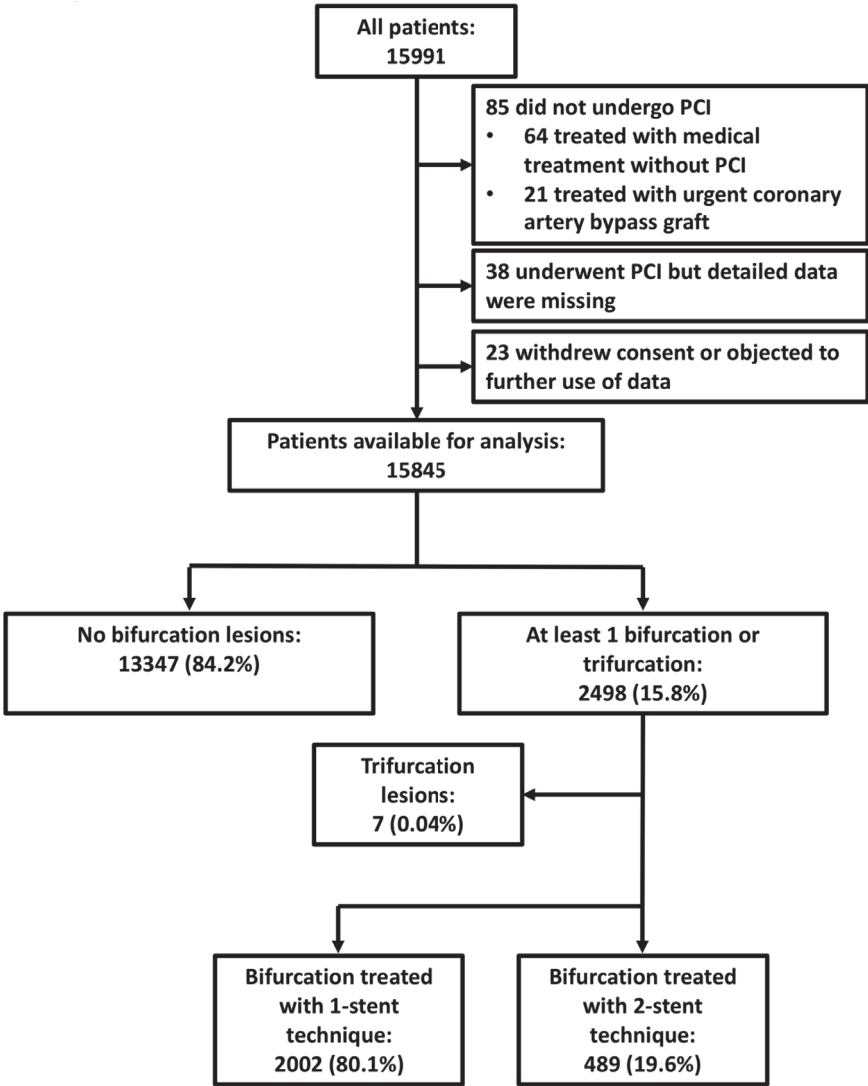 All patients:
15991
85 did not undergo PCI
• 64 treated with medical
treatment without PCI
• 21 treated with urgent coronary
artery bypass graft
38 underwent PCI but detailed data
were missing
23 withdrew consent or objected to
further use of data
Patients available for analysis:
15845
No bifurcation lesions:
13347 (84.2%)
At least 1 bifurcation or
trifurcation:
2498 (15.8%)
Trifurcation
lesions:
7 (0.04%)
Bifurcation treated
with 1-stent
technique:
2002 (80.1%)
Bifurcation treated
with 2-stent
technique:
489 (19.6%)